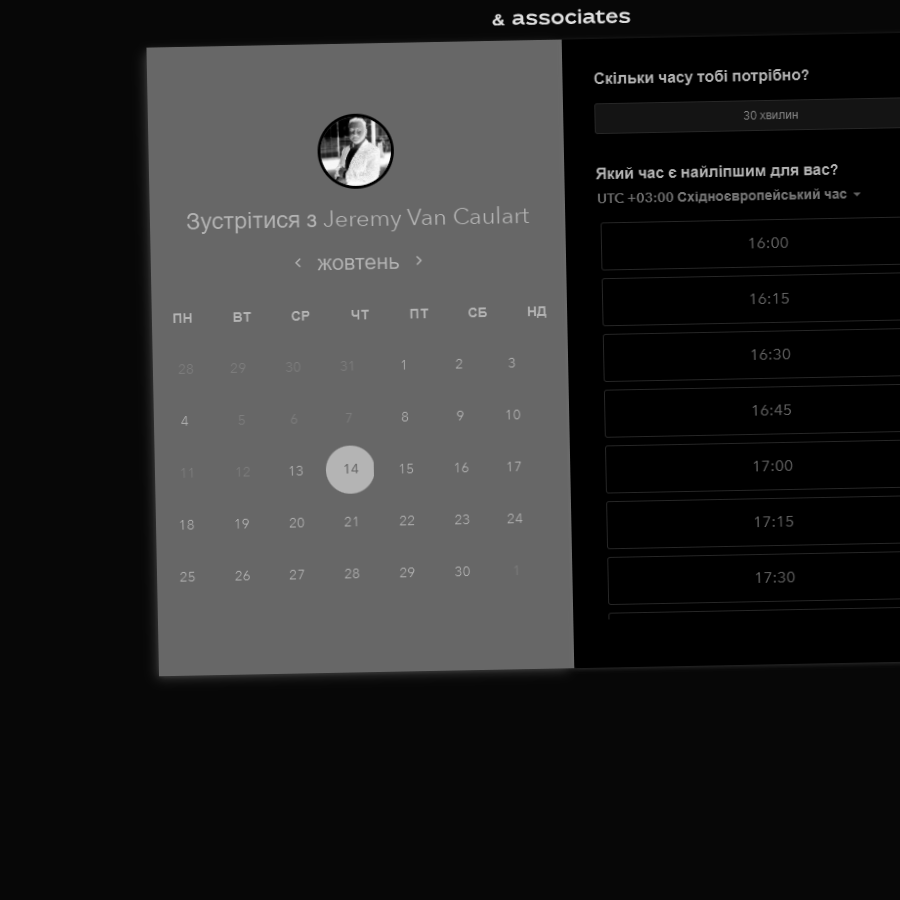 & associates
Зустрітися з Jeremy Van Caulart
жовтень
ПН ВТ СР ЧТ ПТ СБ НД
28 29 30 31 1 2 3
4 5 6 7 8 9 10
11 12 13 14 15 16 17
18 19 20 21 22 23 24
25 26 27 28 29 30 1
Скільки часу тобі потрібно?
30 хвилин
Який час є найліпшим для вас?
UTC +03:00 Східноєвропейський час
16:00
16:15
16:30
16:45
17:00
17:15
17:30